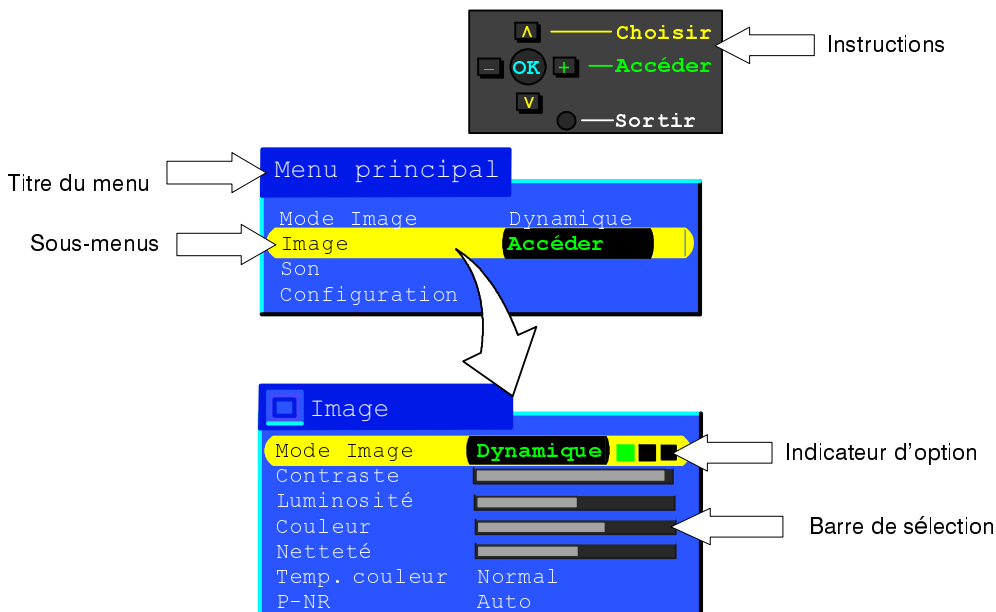 ∧ Choisir
Instructions
− OK + Accéder
∨
Sortir
Titre du menu
Menu principal
Mode Image Dynamique
Sous-menus
Image Accéder
Son
Configuration
Image
Mode Image Dynamique
Indicateur d'option
Contraste
Luminosité
Couleur
Barre de sélection
Netteté
Temp. couleur Normal
P-NR Auto